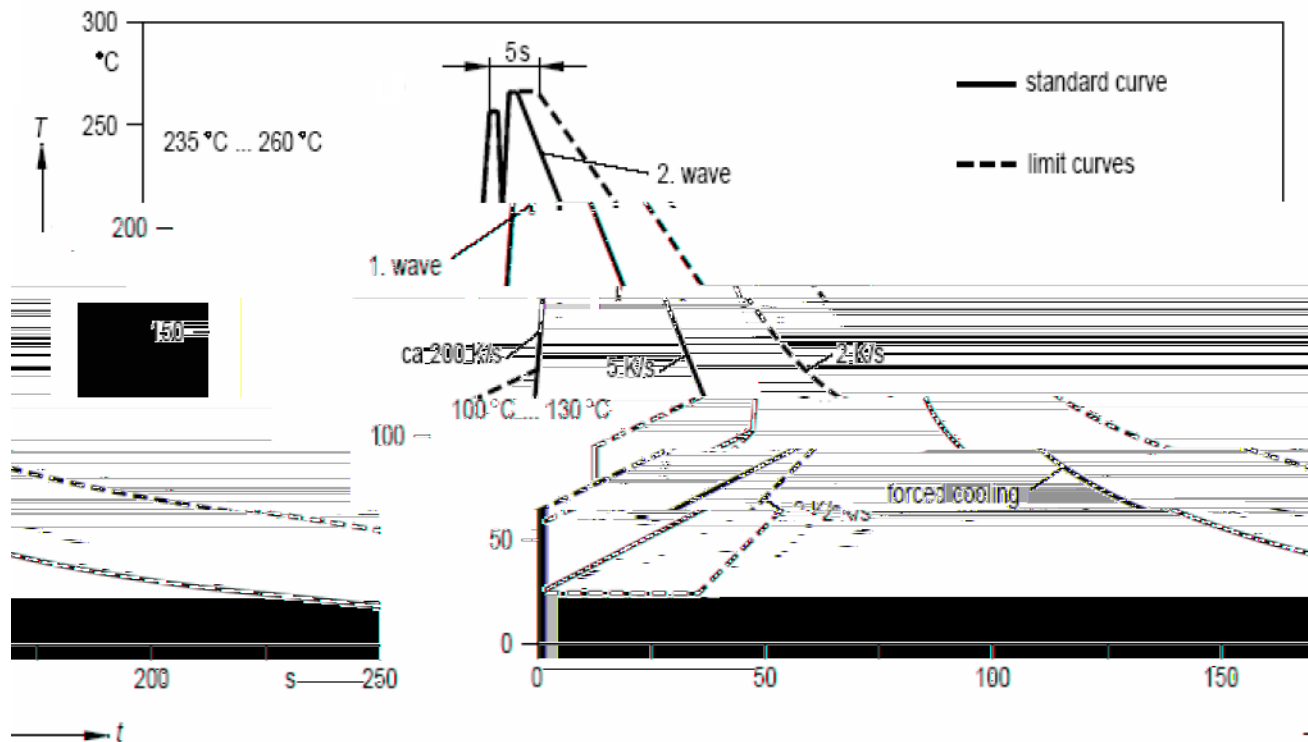 300
°C
5s
standard curve
T
250
235 °C ... 260 °C
limit curves
2. wave
200
1. wave
150
ca 200 K/s
5 K/s
2 K/s
100 °C ... 130 °C
100
forced cooling
50
0
200
s
250
0
50
100
150
t